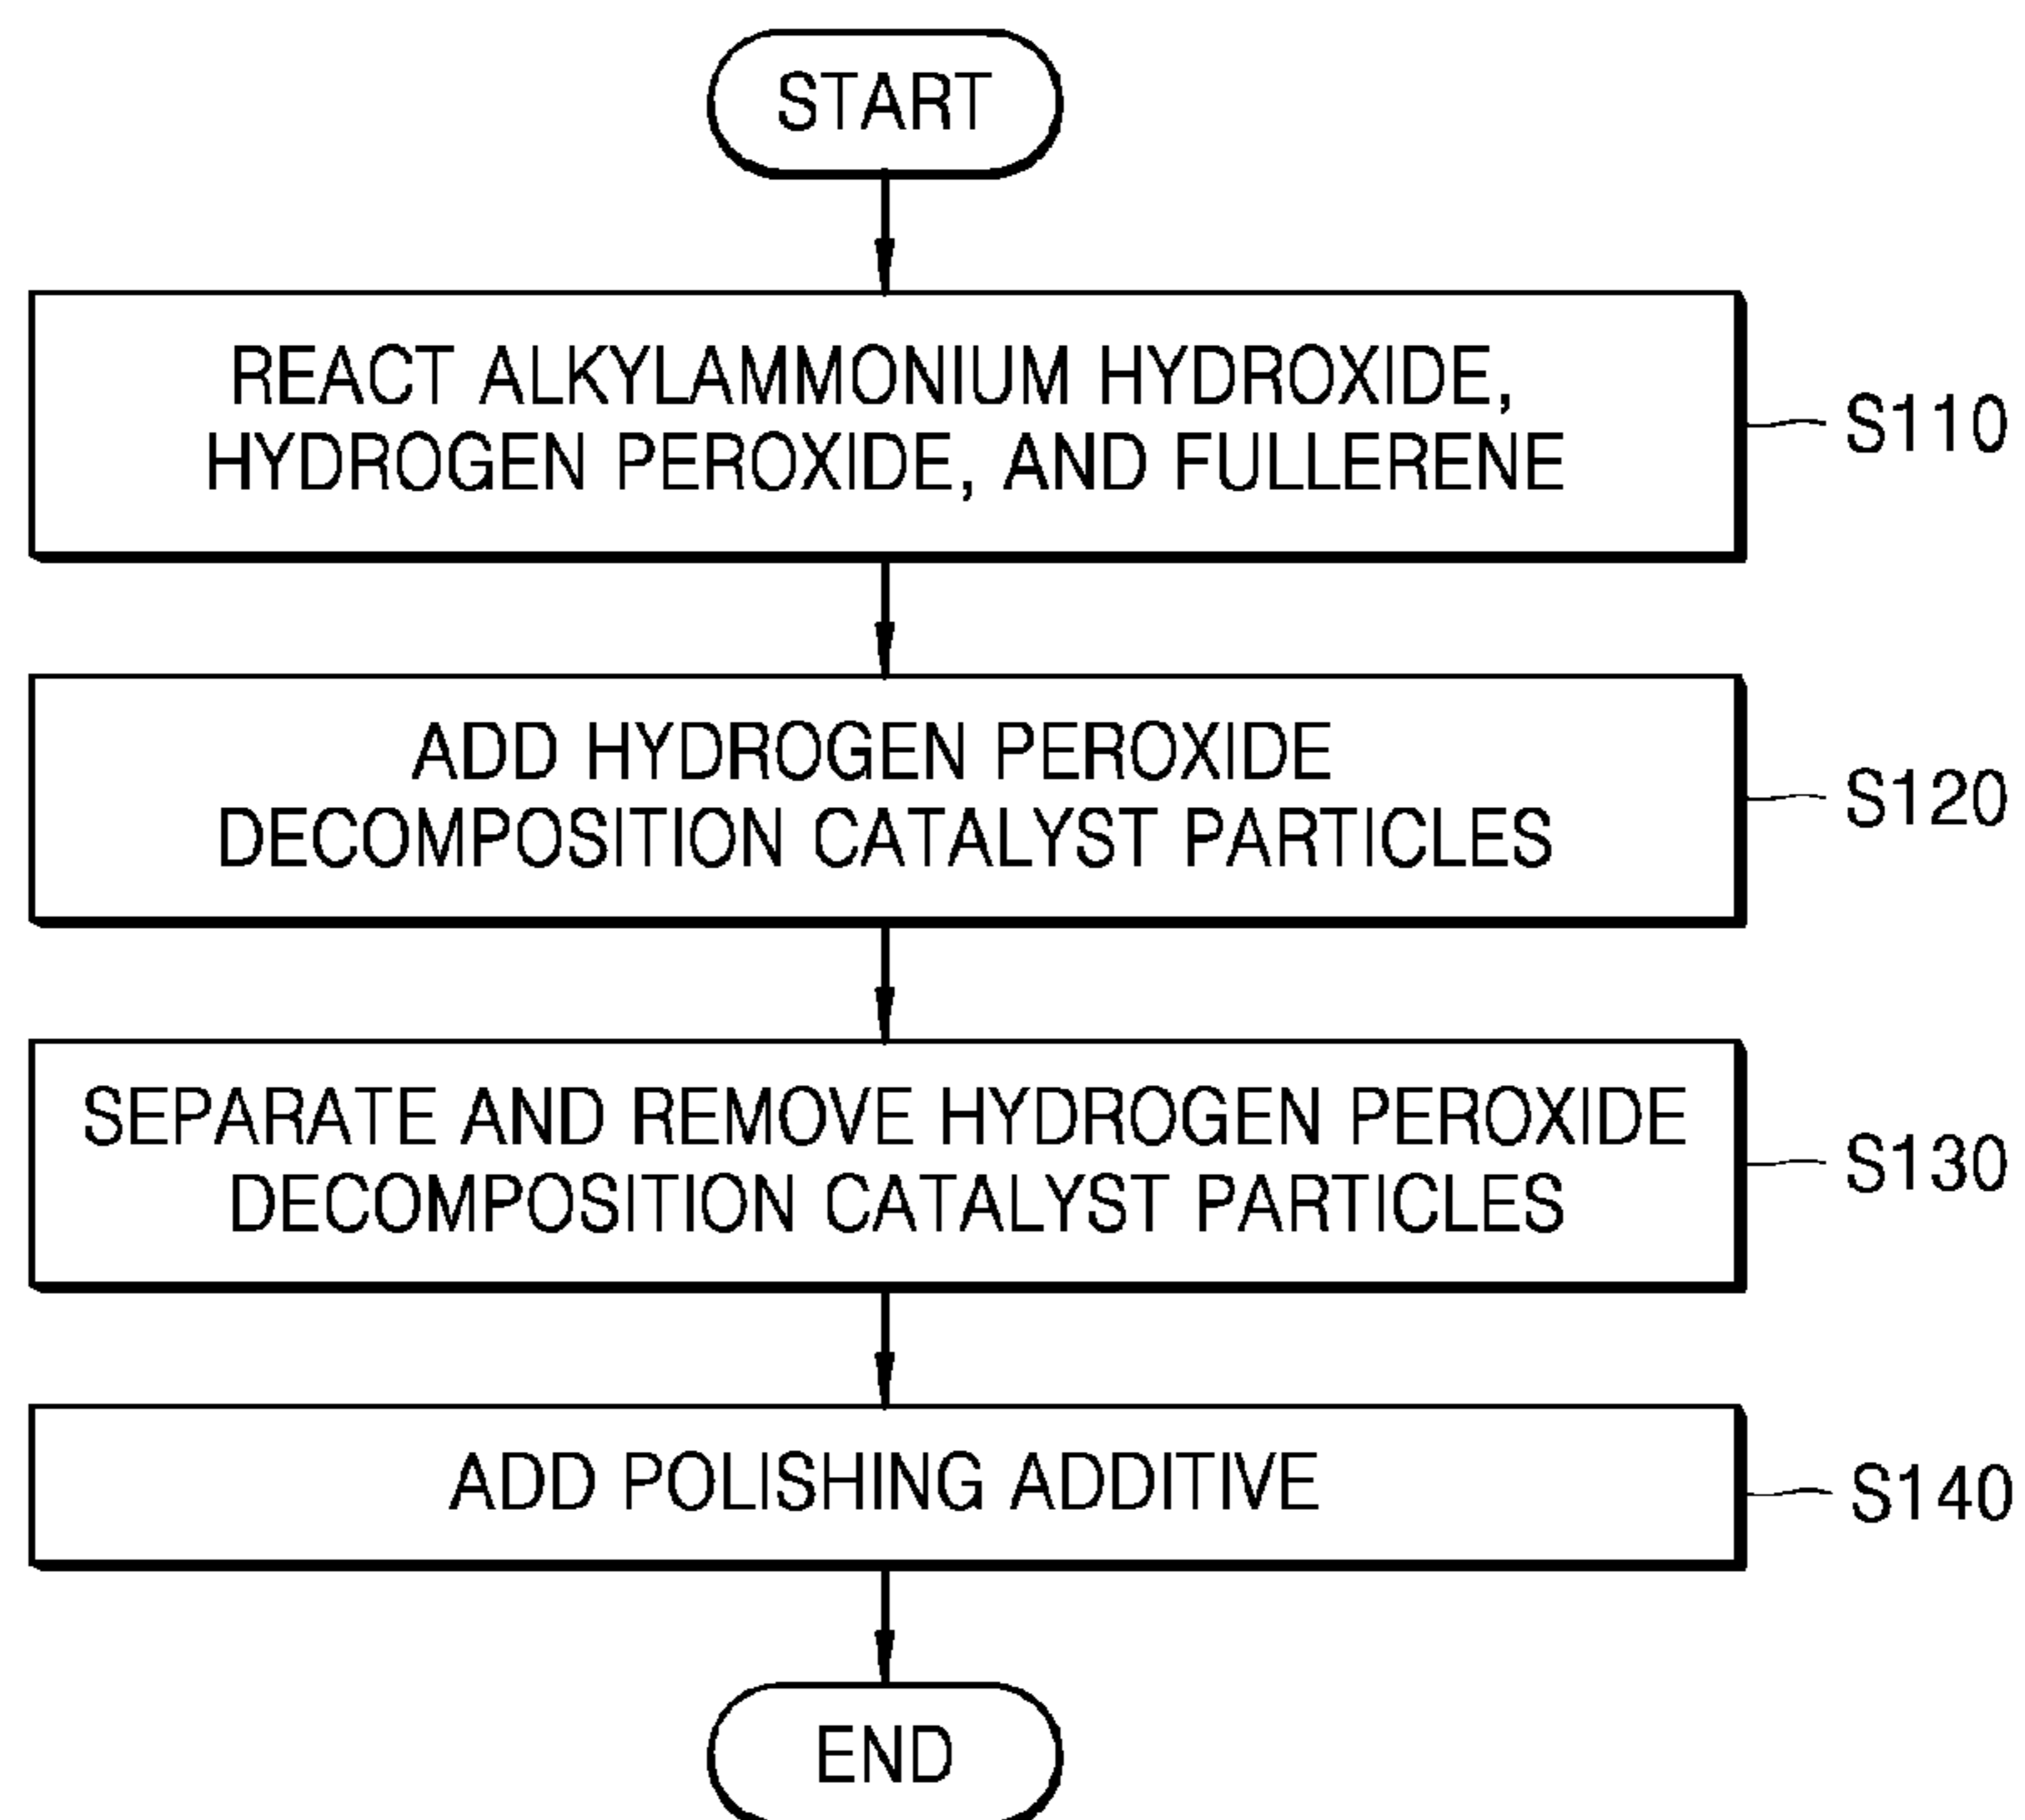 START
REACT ALKYLAMMONIUM HYDROXIDE,
HYDROGEN PEROXIDE, AND FULLERENE
S110
ADD HYDROGEN PEROXIDE
DECOMPOSITION CATALYST PARTICLES
S120
SEPARATE AND REMOVE HYDROGEN PEROXIDE
DECOMPOSITION CATALYST PARTICLES
S130
ADD POLISHING ADDITIVE
S140
END